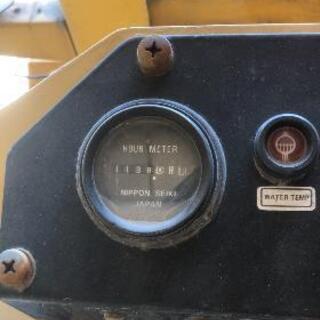 HOUR METER
NIPPON SEIKI
JAPAN
WATER TEMP